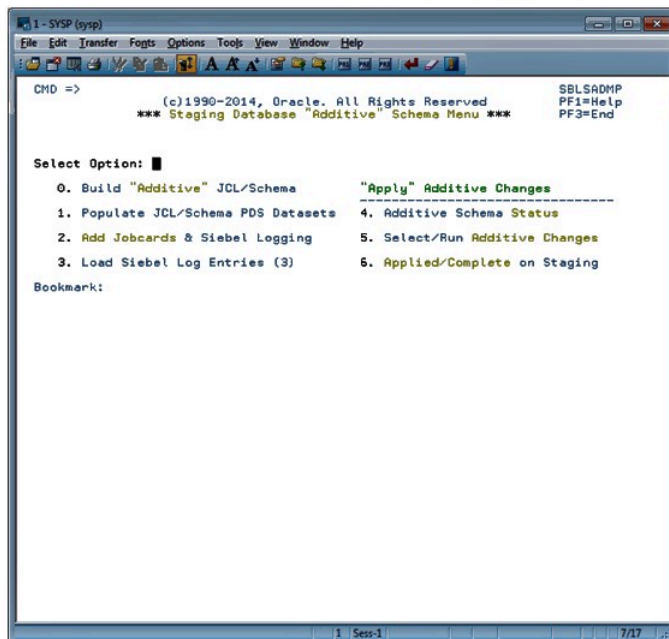 1 - SYSP (sysp)
File Edit Transfer Fonts Options Tools View Window Help
CMD => SBLSADMP
(c)1990-2014, Oracle. All Rights Reserved PF1=Help
*** Staging Database "Additive" Schema Menu *** PF3=End
Select Option:
0. Build "Additive" JCL/Schema "Apply" Additive Changes
1. Populate JCL/Schema PDS Datasets 4. Additive Schema Status
2. Add Jobcards & Siebel Logging 5. Select/Run Additive Changes
3. Load Siebel Log Entries (3) 6. Applied/Complete on Staging
Bookmark:
1 Sess-1 7/17